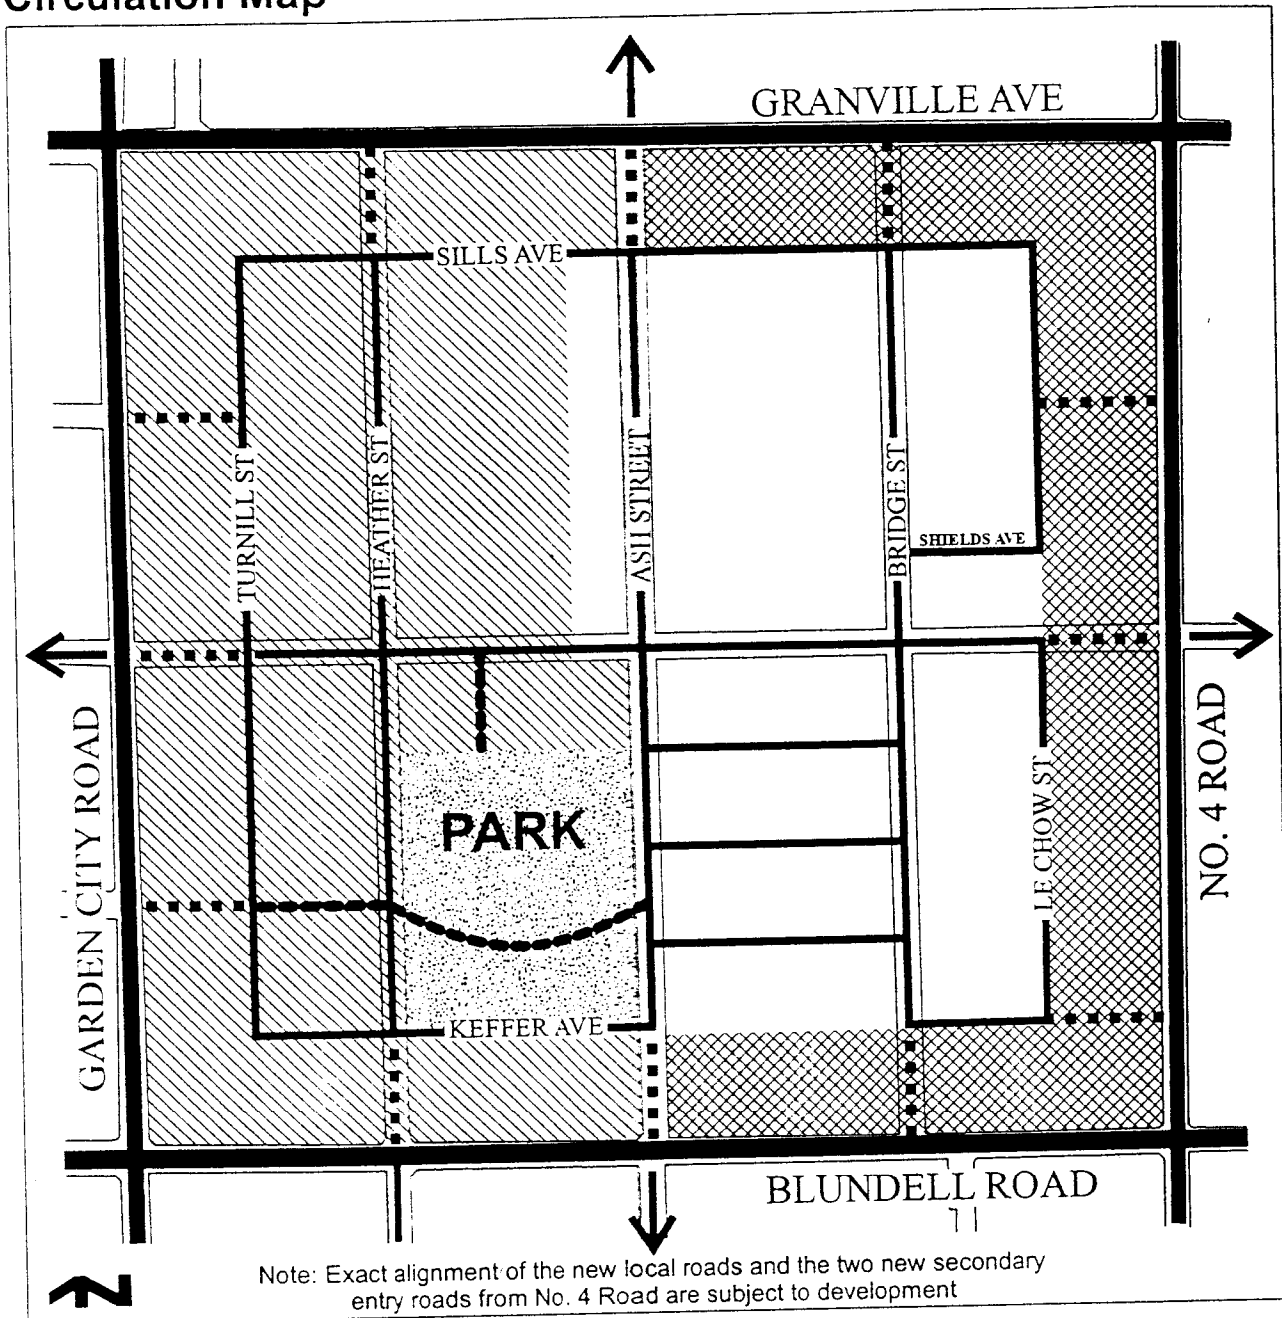 Circulation Map
GRANVILLE AVE
SILLS AVE
TURNILL ST
HEATHER ST
ASH STREET
BRIDGE ST
SHIELDS AVE
GARDEN CITY ROAD
PARK
LE CHOW ST
NO. 4 ROAD
KEFFER AVE
BLUNDELL ROAD
Note: Exact alignment of the new local roads and the two new secondary
entry roads from No. 4 Road are subject to development
N